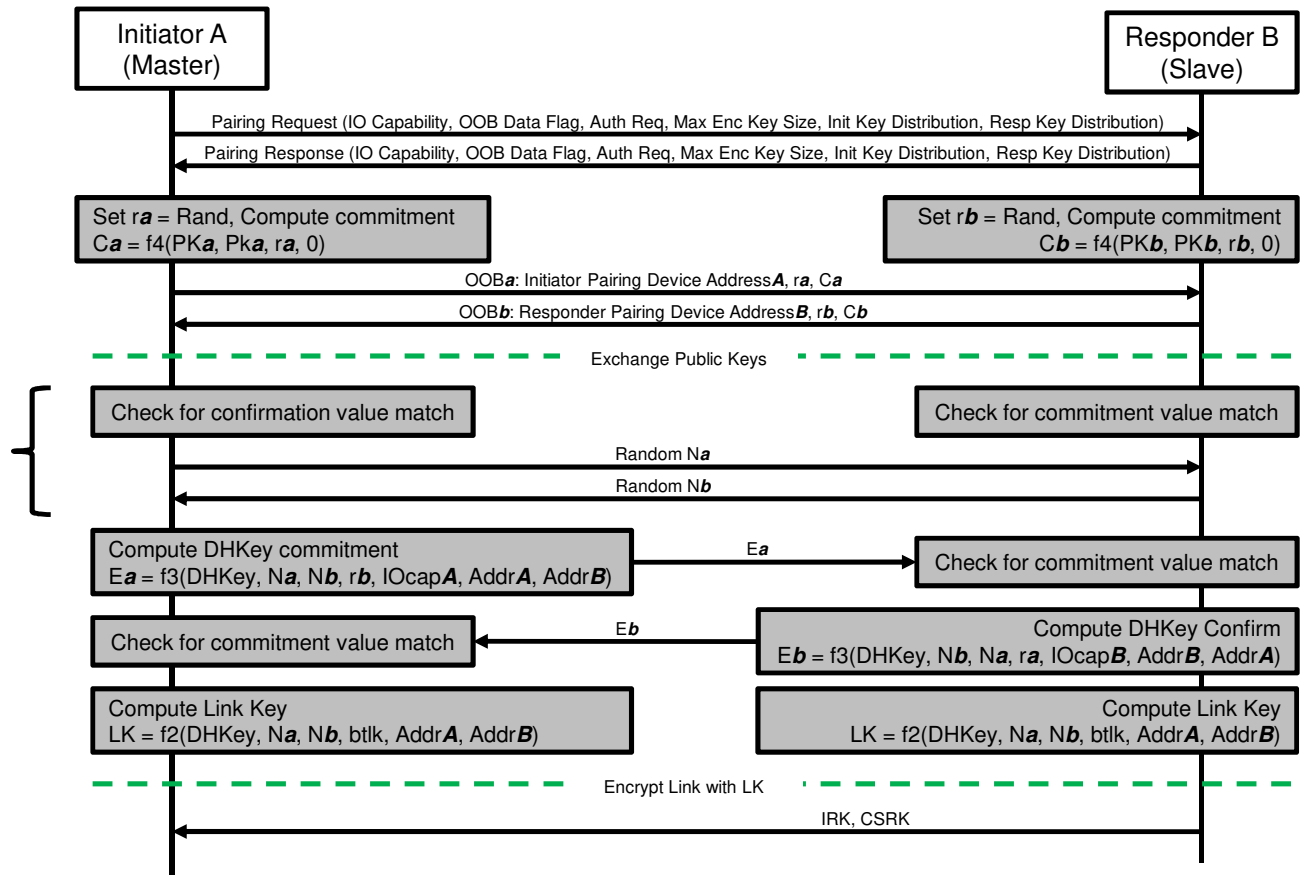 Initiator A
(Master)
Responder B
(Slave)
Pairing Request (IO Capability, OOB Data Flag, Auth Req, Max Enc Key Size, Init Key Distribution, Resp Key Distribution)
Pairing Response (IO Capability, OOB Data Flag, Auth Req, Max Enc Key Size, Init Key Distribution, Resp Key Distribution)
Set ra = Rand, Compute commitment
Ca = f4(PKa, Pka, ra, 0)
Set rb = Rand, Compute commitment
Cb = f4(PKb, PKb, rb, 0)
OOBa: Initiator Pairing Device AddressA, ra, Ca
OOBb: Responder Pairing Device AddressB, rb, Cb
Exchange Public Keys
Check for confirmation value match
Check for commitment value match
Random Na
Random Nb
Compute DHKey commitment
Ea = f3(DHKey, Na, Nb, rb, IOcapA, AddrA, AddrB)
Ea
Check for commitment value match
Check for commitment value match
Eb
Compute DHKey Confirm
Eb = f3(DHKey, Nb, Na, ra, IOcapB, AddrB, AddrA)
Compute Link Key
LK = f2(DHKey, Na, Nb, btlk, AddrA, AddrB)
Compute Link Key
LK = f2(DHKey, Na, Nb, btlk, AddrA, AddrB)
Encrypt Link with LK
IRK, CSRK